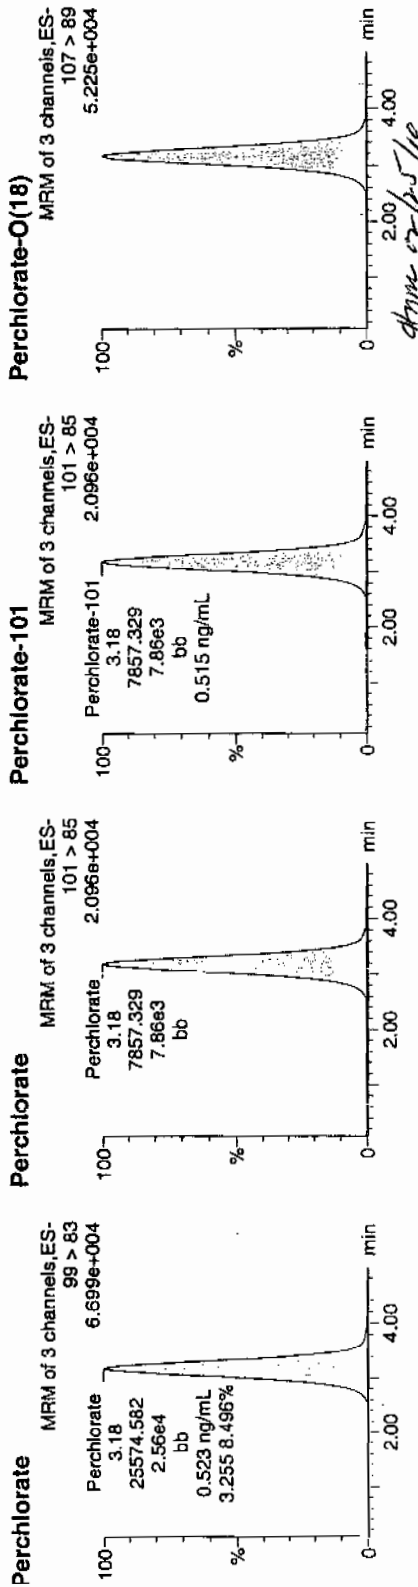 Perchlorate
MRM of 3 channels,ES-
99 > 83
6.699e+004
Perchlorate
3.18
25574.582
2.56e4
bb
0.523 ng/mL
3.255 8.496%
100
%
0
2.00
4.00
min
Perchlorate
MRM of 3 channels,ES-
101 > 85
2.096e+004
Perchlorate
3.18
7857.329
7.86e3
bb
100
%
0
2.00
4.00
min
Perchlorate-101
MRM of 3 channels,ES-
101 > 85
2.096e+004
Perchlorate-101
3.18
7857.329
7.86e3
bb
0.515 ng/mL
100
%
0
2.00
4.00
min
Perchlorate-O(18)
MRM of 3 channels,ES-
107 > 89
5.225e+004
100
%
0
2.00
4.00
min